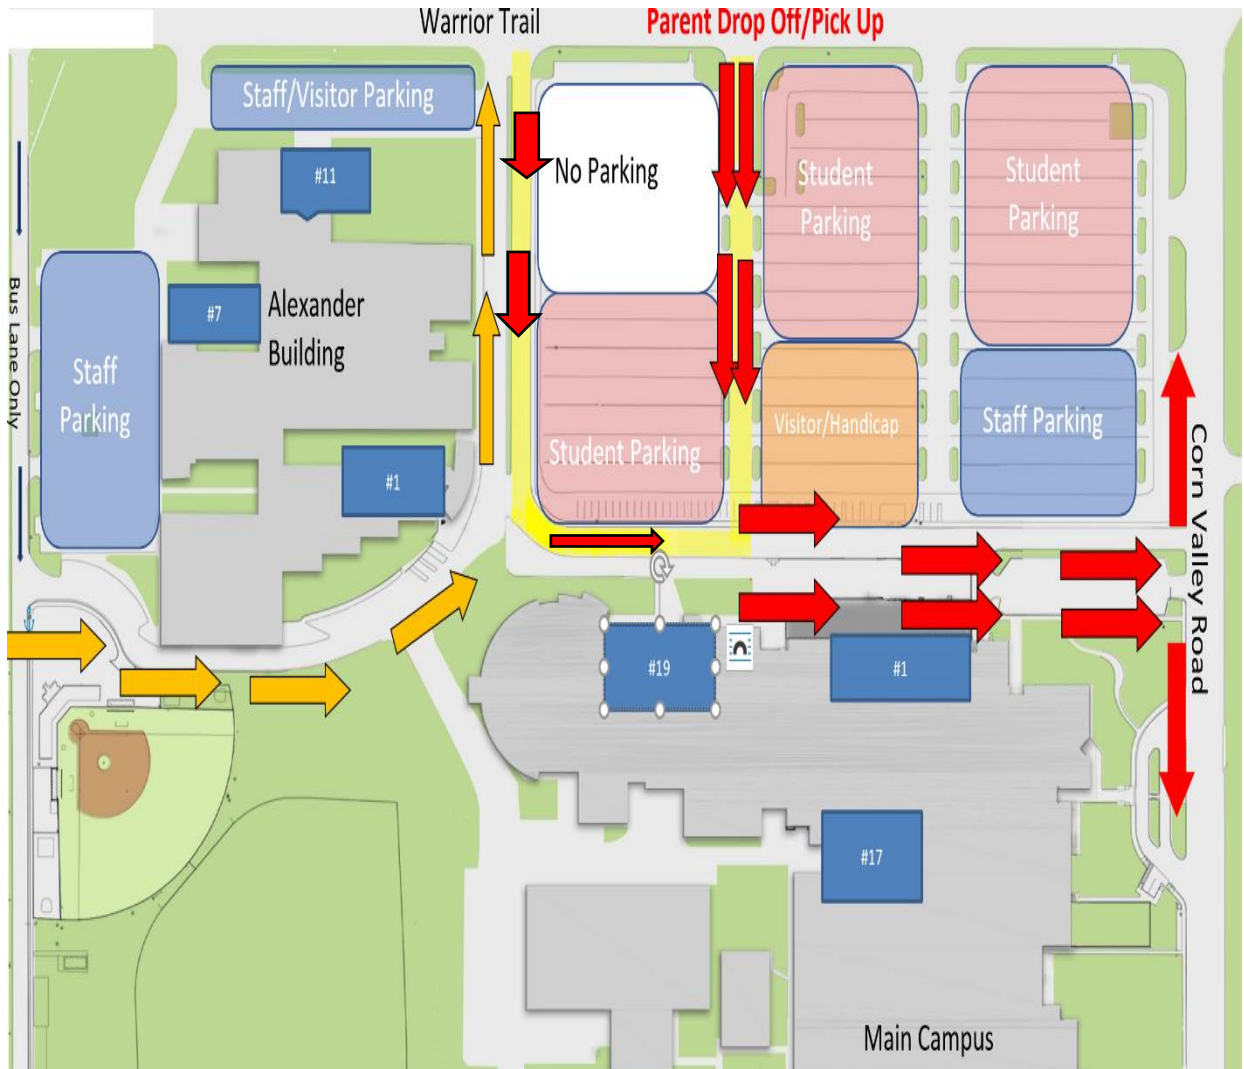 Warrior Trail
Parent Drop Off/Pick Up
Staff/Visitor Parking
#11
No Parking
Student
Parking
Student
Parking
Bus Lane Only
#7
Alexander
Building
Staff
Parking
#1
Student Parking
Visitor/Handicap
Staff Parking
Corn Valley Road
#19
#1
#17
Main Campus